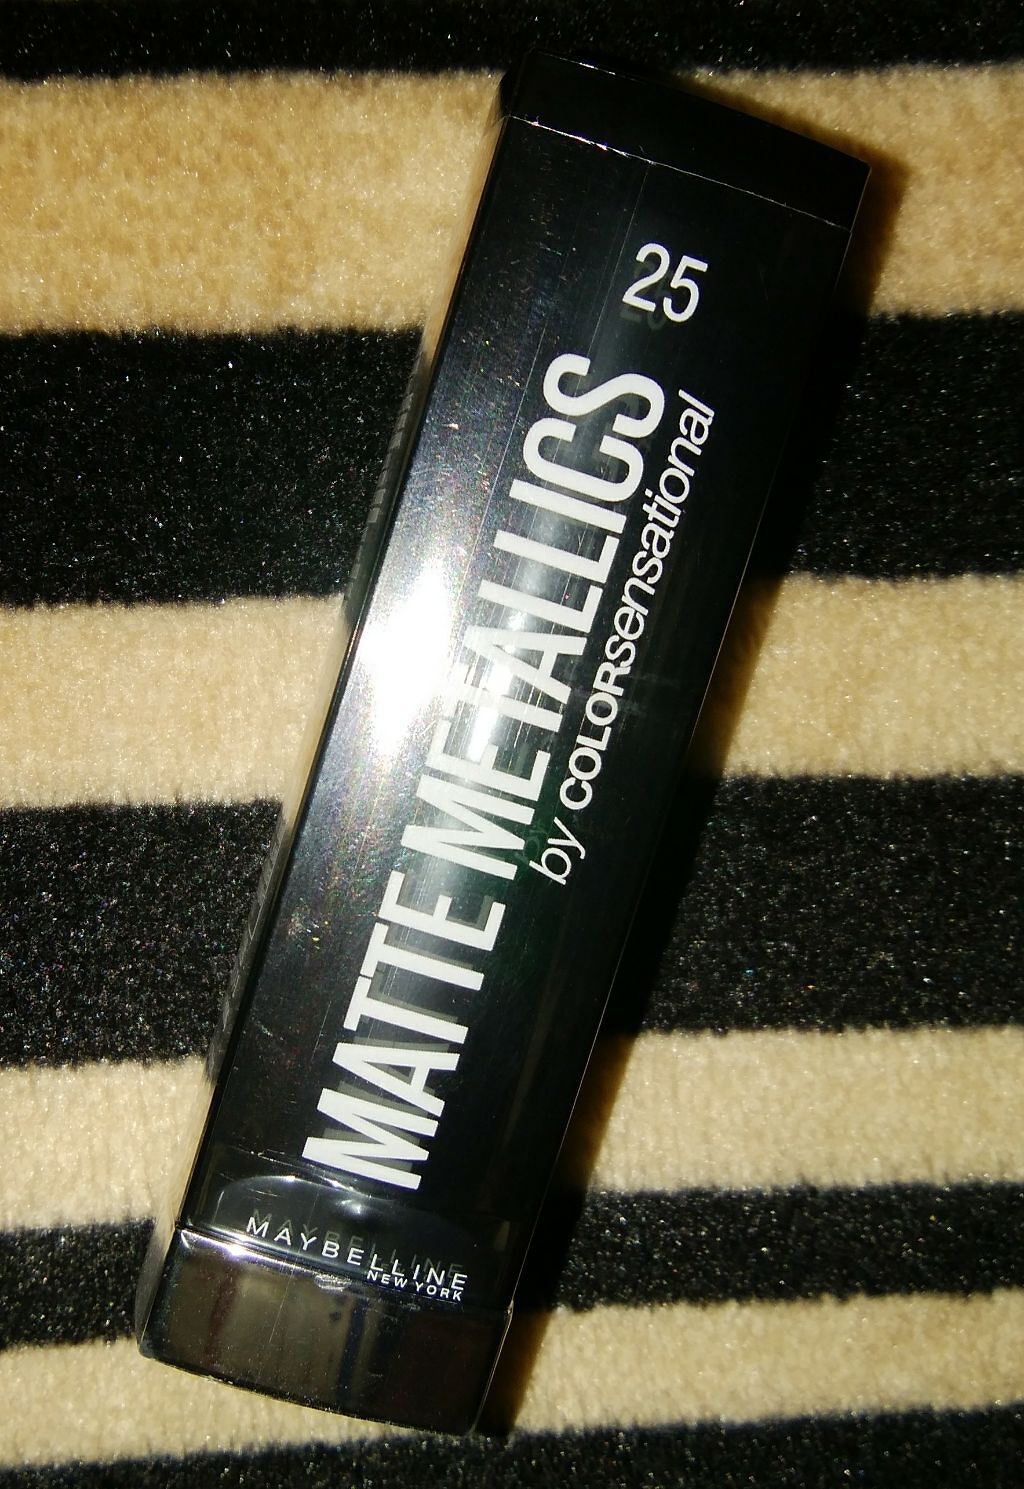 25
MATTE METALLICS
by COLORsensational
MAYBELLINE
NEW YORK